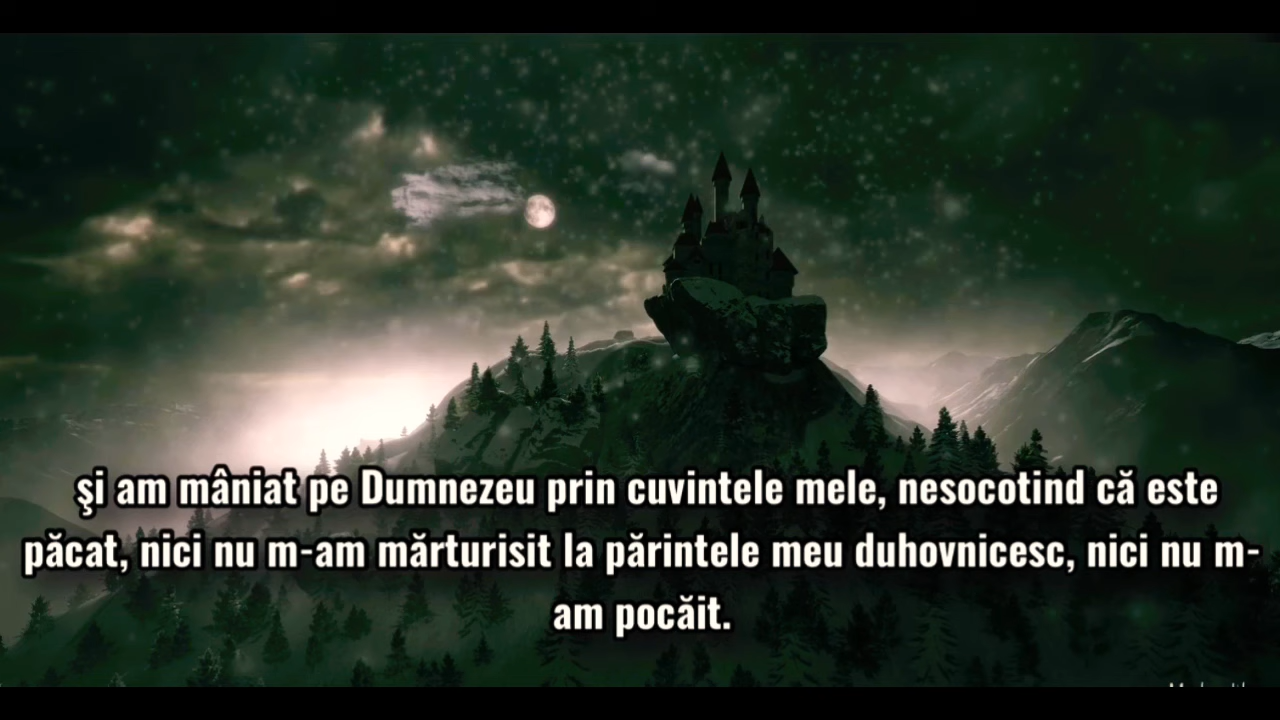 şi am mâniat pe Dumnezeu prin cuvintele mele, nesocotind că este
păcat, nici nu m-am mărturisit la părintele meu duhovnicesc, nici nu m-
am pocăit.